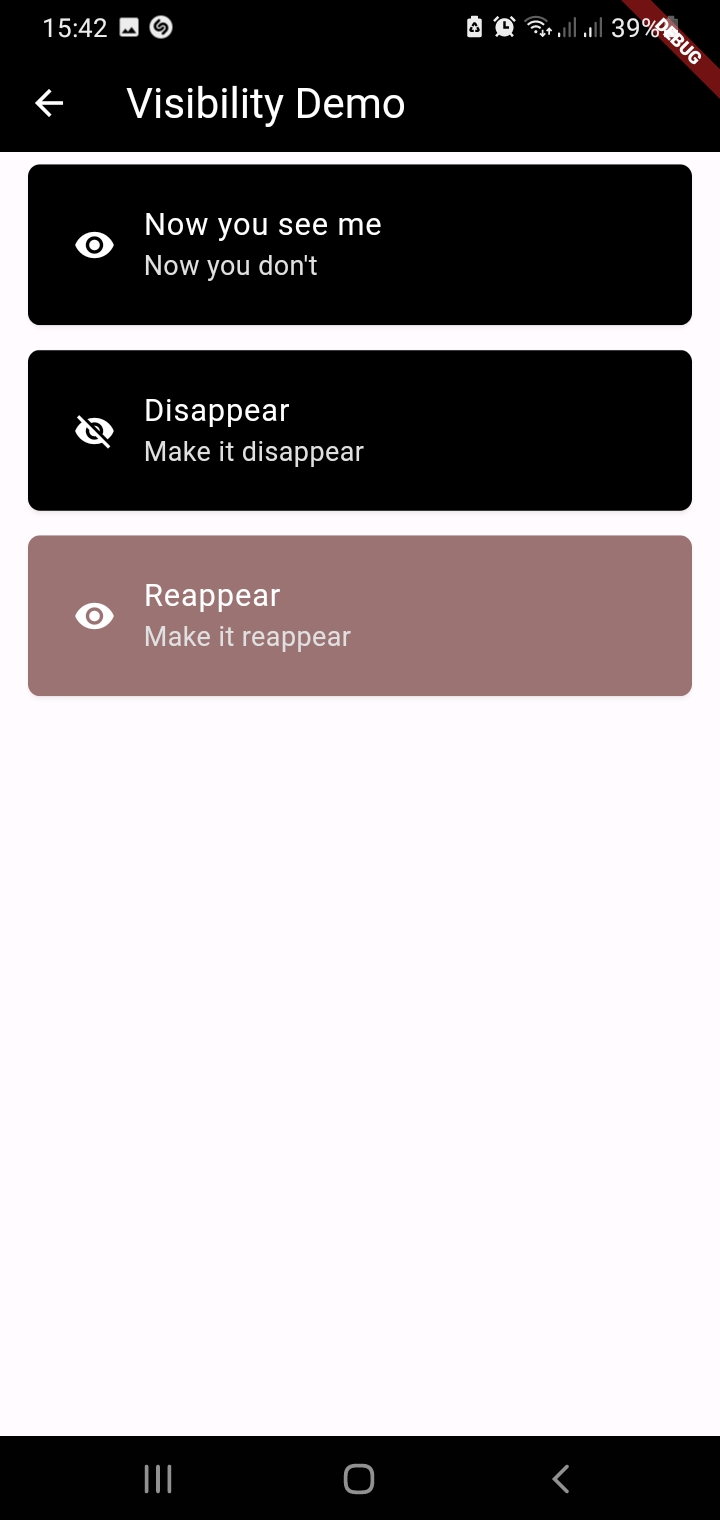 15:42
39%
DEBUG
Visibility Demo
Now you see me
Now you don't
Disappear
Make it disappear
Reappear
Make it reappear